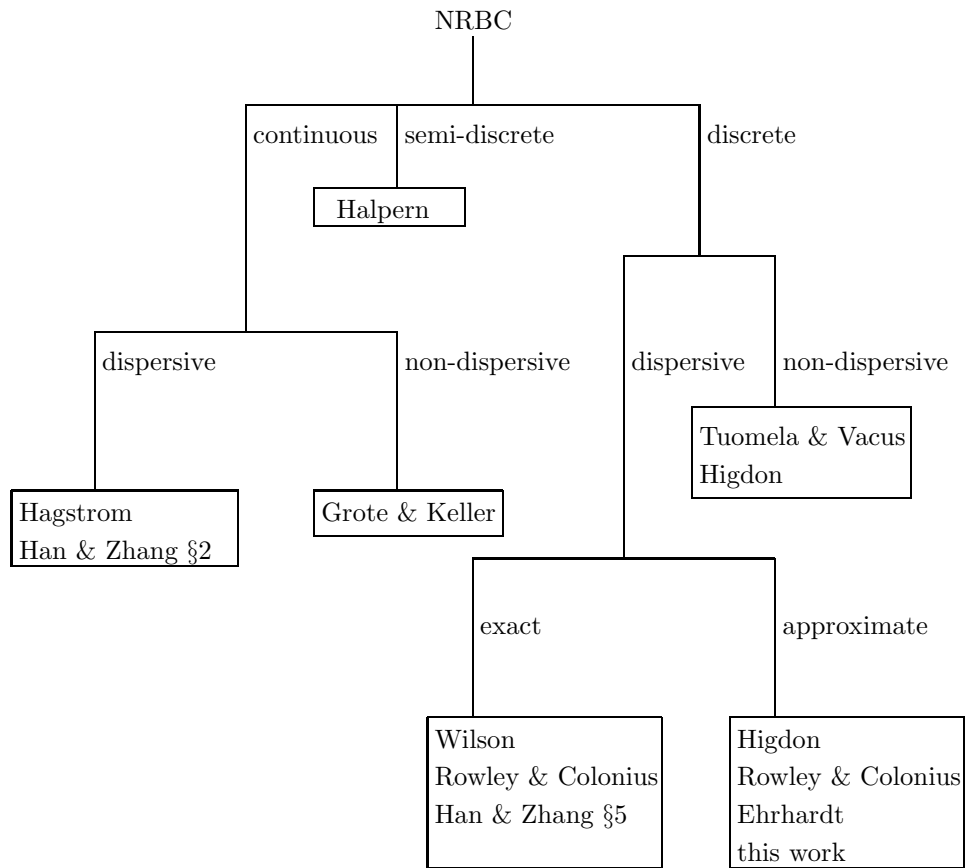 NRBC
continuous
semi-discrete
discrete
Halpern
dispersive
non-dispersive
dispersive
non-dispersive
Tuomela & Vacus
Higdon
Hagstrom
Han & Zhang §2
Grote & Keller
exact
approximate
Wilson
Rowley & Colonius
Han & Zhang §5
Higdon
Rowley & Colonius
Ehrhardt
this work